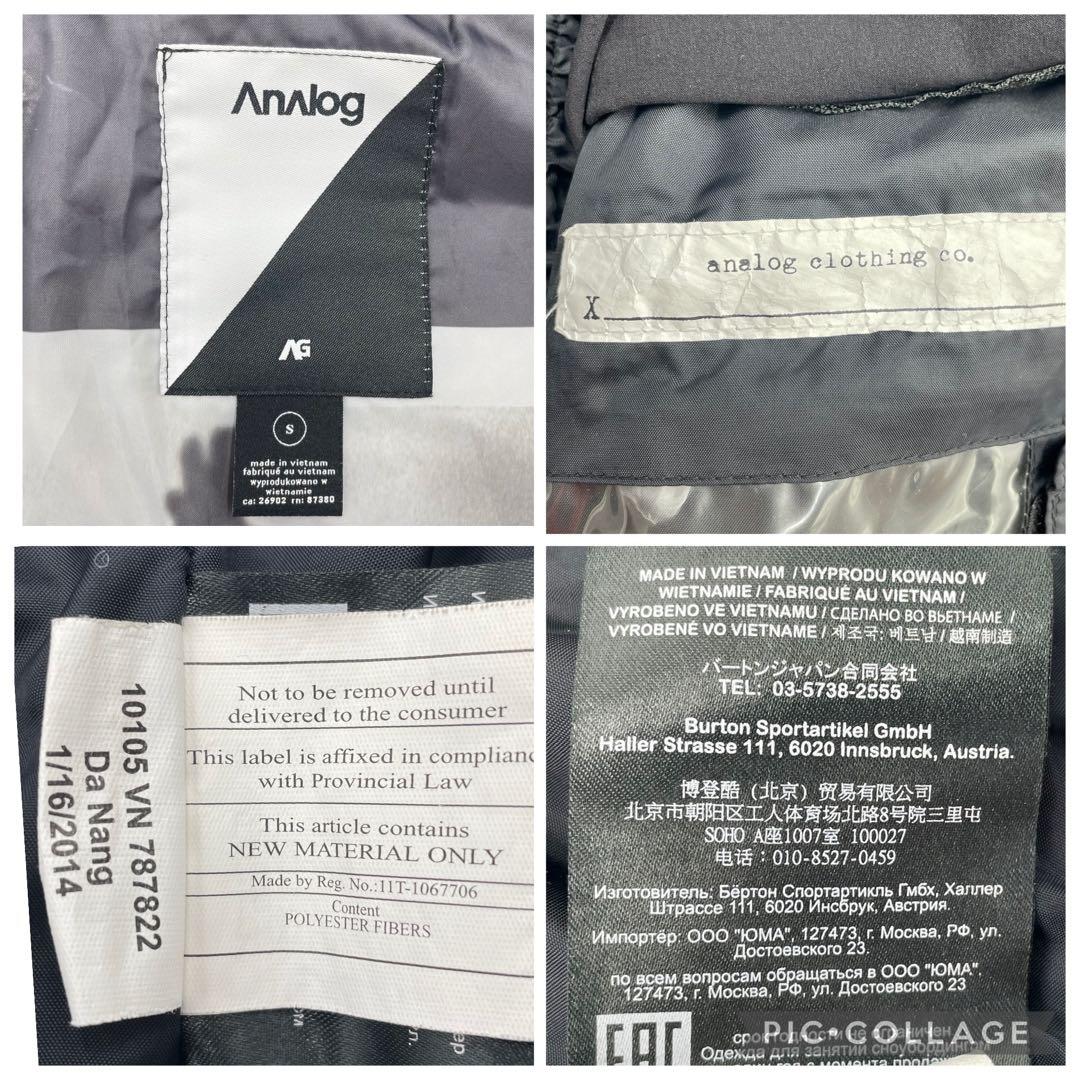 Analog
AG
S
made in vietnam
fabriqué au vietnam
wyprodukowano w
wietnamie
ca: 26902 rn: 87380
analog clothing co.
X
10105 VN 787822
Da Nang
1/16/2014
Not to be removed until
delivered to the consumer
This label is affixed in complianc
with Provincial Law
This article contains
NEW MATERIAL ONLY
Made by Reg. No.:11T-1067706
Content
POLYESTER FIBERS
MADE IN VIETNAM / WYPRODU KOWANO W
WIETNAMIE / FABRIQUÉ AU VIETNAM /
VYROBENO VE VIETNAMU / СДЕЛАНО ВО ВЬЕТНАМЕ /
VYROBENÉ VO VIETNAME / 제조국: 베트남 / 越南制造
バートンジャパン合同会社
TEL: 03-5738-2555
Burton Sportartikel GmbH
Haller Strasse 111, 6020 Innsbruck, Austria.
博登酷（北京）贸易有限公司
北京市朝阳区工人体育场北路8号院三里屯
SOHO A座1007室 100027
电话：010-8527-0459
Изготовитель: Бёртон Спортартикль Гмбх, Халлер
Штрассе 111, 6020 Инсбрук, Австрия.
Импортёр: ООО "ЮМА", 127473, г. Москва, РФ, ул.
Достоевского 23.
по всем вопросам обращаться в ООО "ЮМА".
127473, г. Москва, РФ, ул. Достоевского 23
EAC
срок годности не ограничен
Одежда для занятий сноубордингом
PIC•COLLAGE